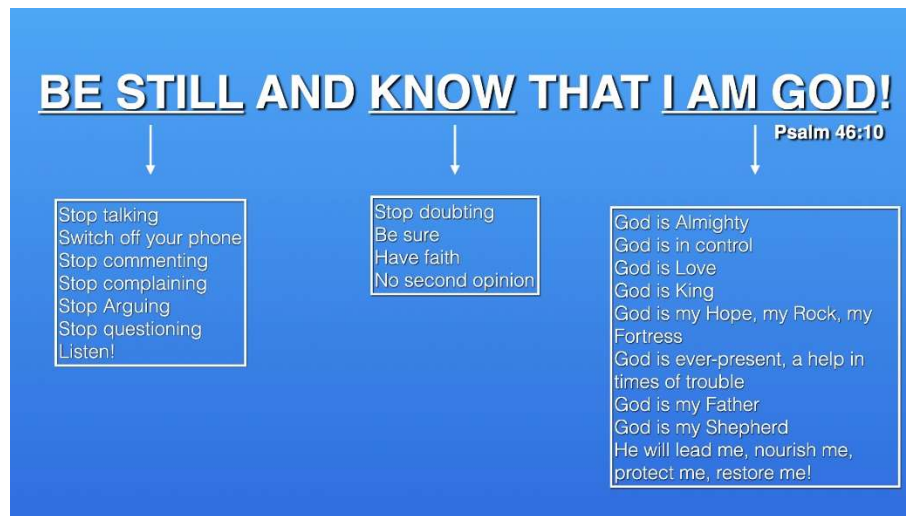 BE STILL AND KNOW THAT I AM GOD!
Psalm 46:10
Stop talking
Switch off your phone
Stop commenting
Stop complaining
Stop Arguing
Stop questioning
Listen!
Stop doubting
Be sure
Have faith
No second opinion
God is Almighty
God is in control
God is Love
God is King
God is my Hope, my Rock, my
Fortress
God is ever-present, a help in
times of trouble
God is my Father
God is my Shepherd
He will lead me, nourish me,
protect me, restore me!